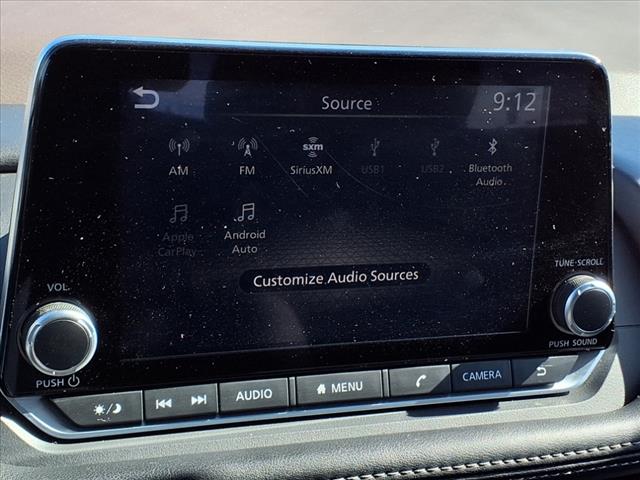 Source
9:12
AM
FM
sxm
SiriusXM
USB1
USB2
Bluetooth
Audio
Apple
CarPlay
Android
Auto
Customize Audio Sources
VOL
PUSH
TUNE·SCROLL
PUSH SOUND
AUDIO
MENU
CAMERA